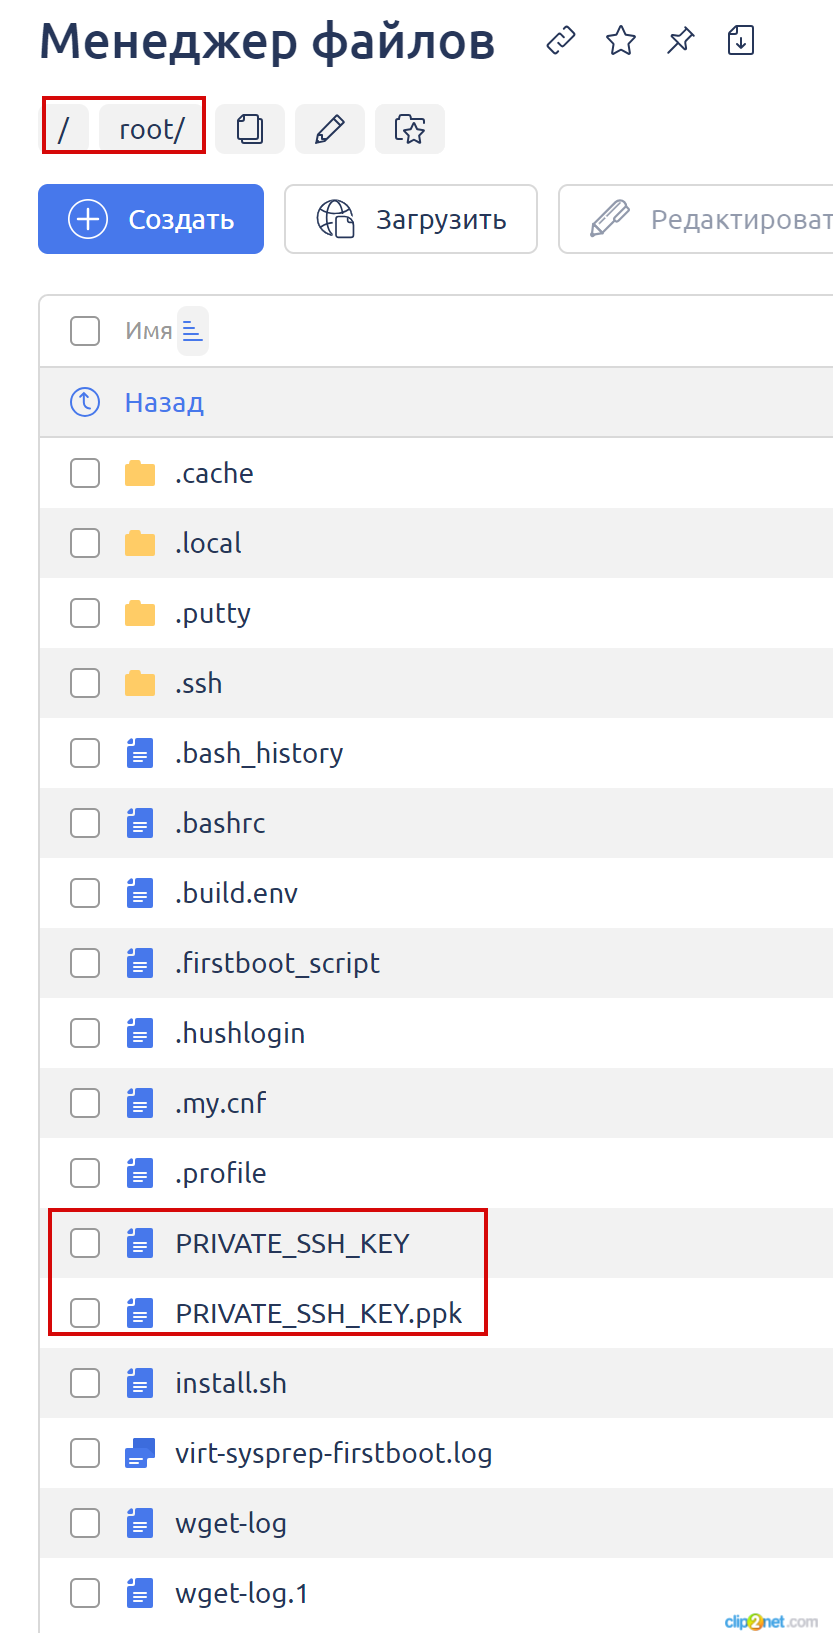 Менеджер файлов
/ root/
Создать Загрузить Редактироват
Имя
Назад
.cache
.local
.putty
.ssh
.bash_history
.bashrc
.build.env
.firstboot_script
.hushlogin
.my.cnf
.profile
PRIVATE_SSH_KEY
PRIVATE_SSH_KEY.ppk
install.sh
virt-sysprep-firstboot.log
wget-log
wget-log.1
clip2net.com